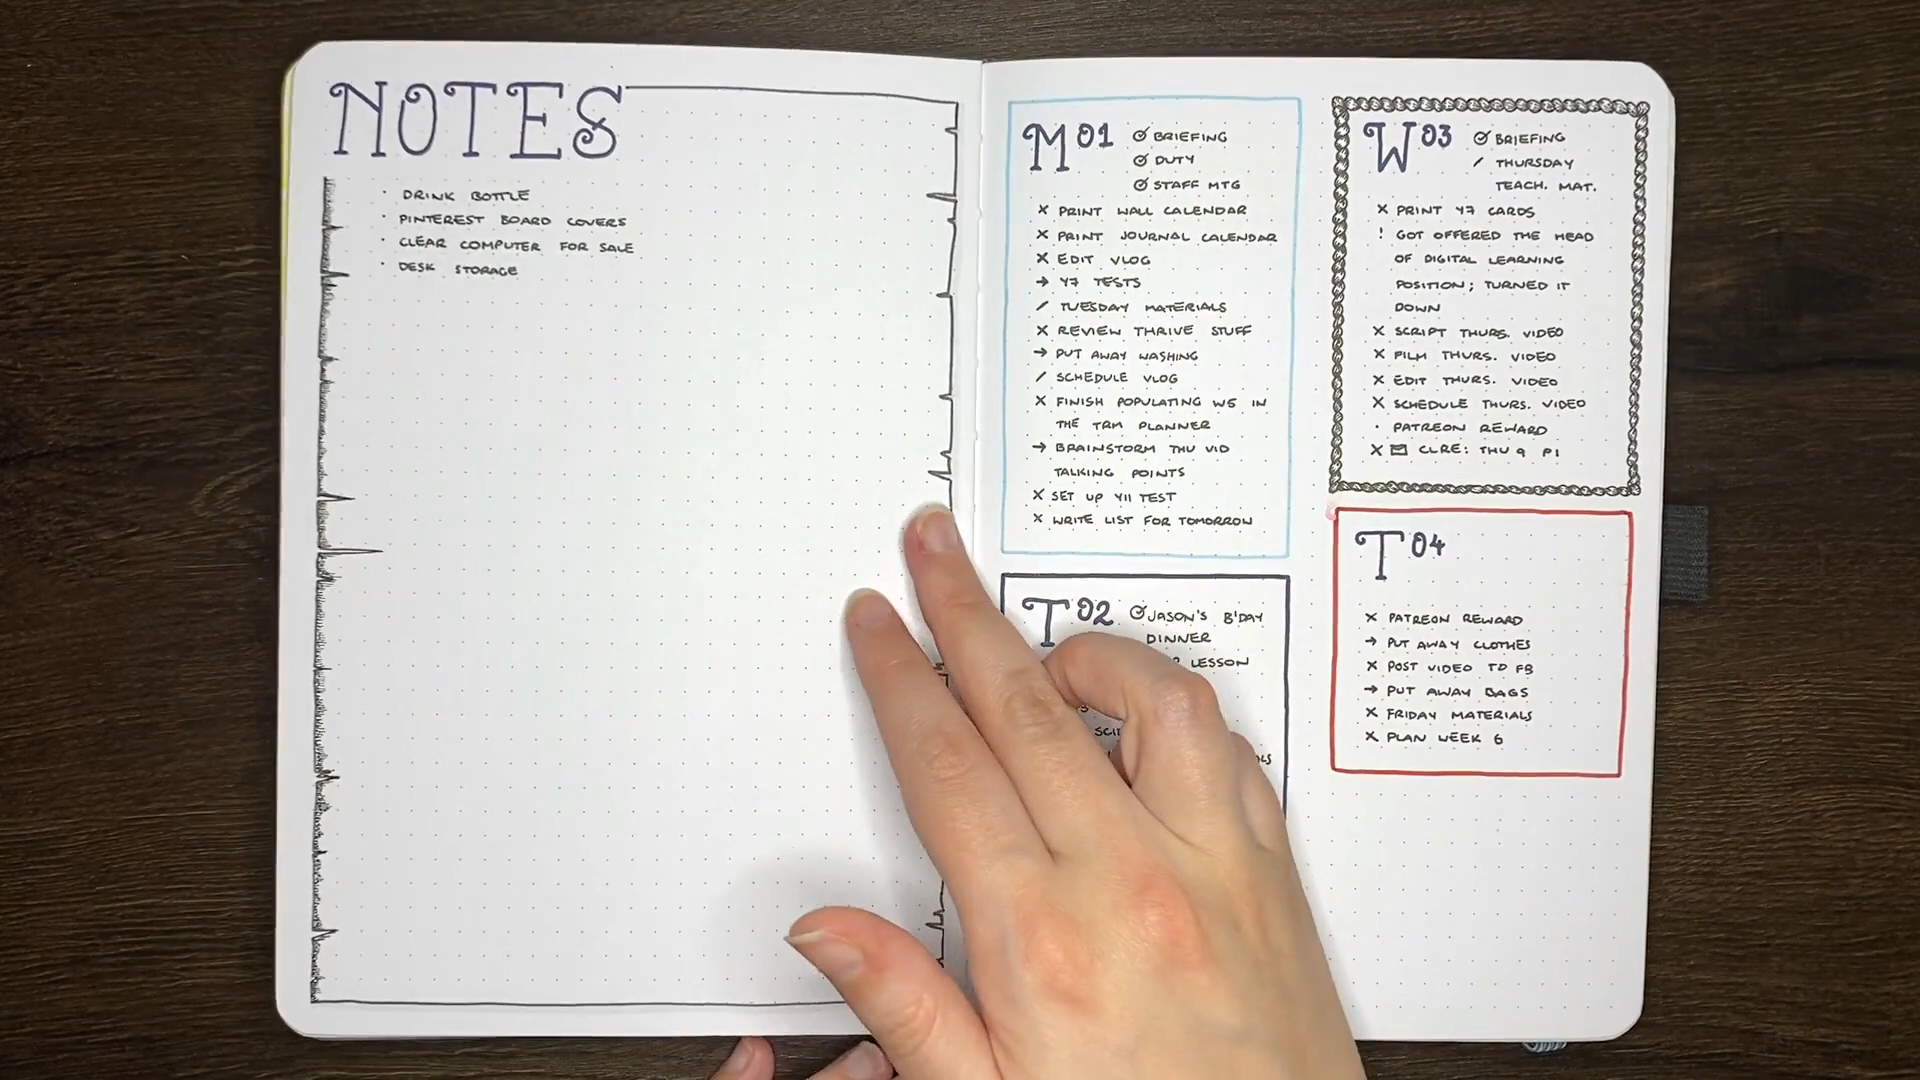 NOTES
· DRINK BOTTLE
· PINTEREST BOARD COVERS
· CLEAR COMPUTER FOR SALE
· DESK STORAGE
M01
BRIEFING
DUTY
STAFF MTG
× PRINT WALL CALENDAR
× PRINT JOURNAL CALENDAR
× EDIT VLOG
→ Y7 TESTS
/ TUESDAY MATERIALS
× REVIEW THRIVE STUFF
→ PUT AWAY WASHING
/ SCHEDULE VLOG
× FINISH POPULATING W5 IN
THE TRM PLANNER
→ BRAINSTORM THU VID
TALKING POINTS
× SET UP Y11 TEST
× WRITE LIST FOR TOMORROW
T02
JASON'S B'DAY
DINNER
LESSON
W03
BRIEFING
/ THURSDAY
TEACH. MAT.
× PRINT Y7 CARDS
! GOT OFFERED THE HEAD
OF DIGITAL LEARNING
POSITION; TURNED IT
DOWN
× SCRIPT THURS. VIDEO
× FILM THURS. VIDEO
× EDIT THURS. VIDEO
× SCHEDULE THURS. VIDEO
· PATREON REWARD
× CLRE: THU 9 P1
T04
× PATREON REWARD
→ PUT AWAY CLOTHES
× POST VIDEO TO FB
→ PUT AWAY BAGS
× FRIDAY MATERIALS
× PLAN WEEK 6